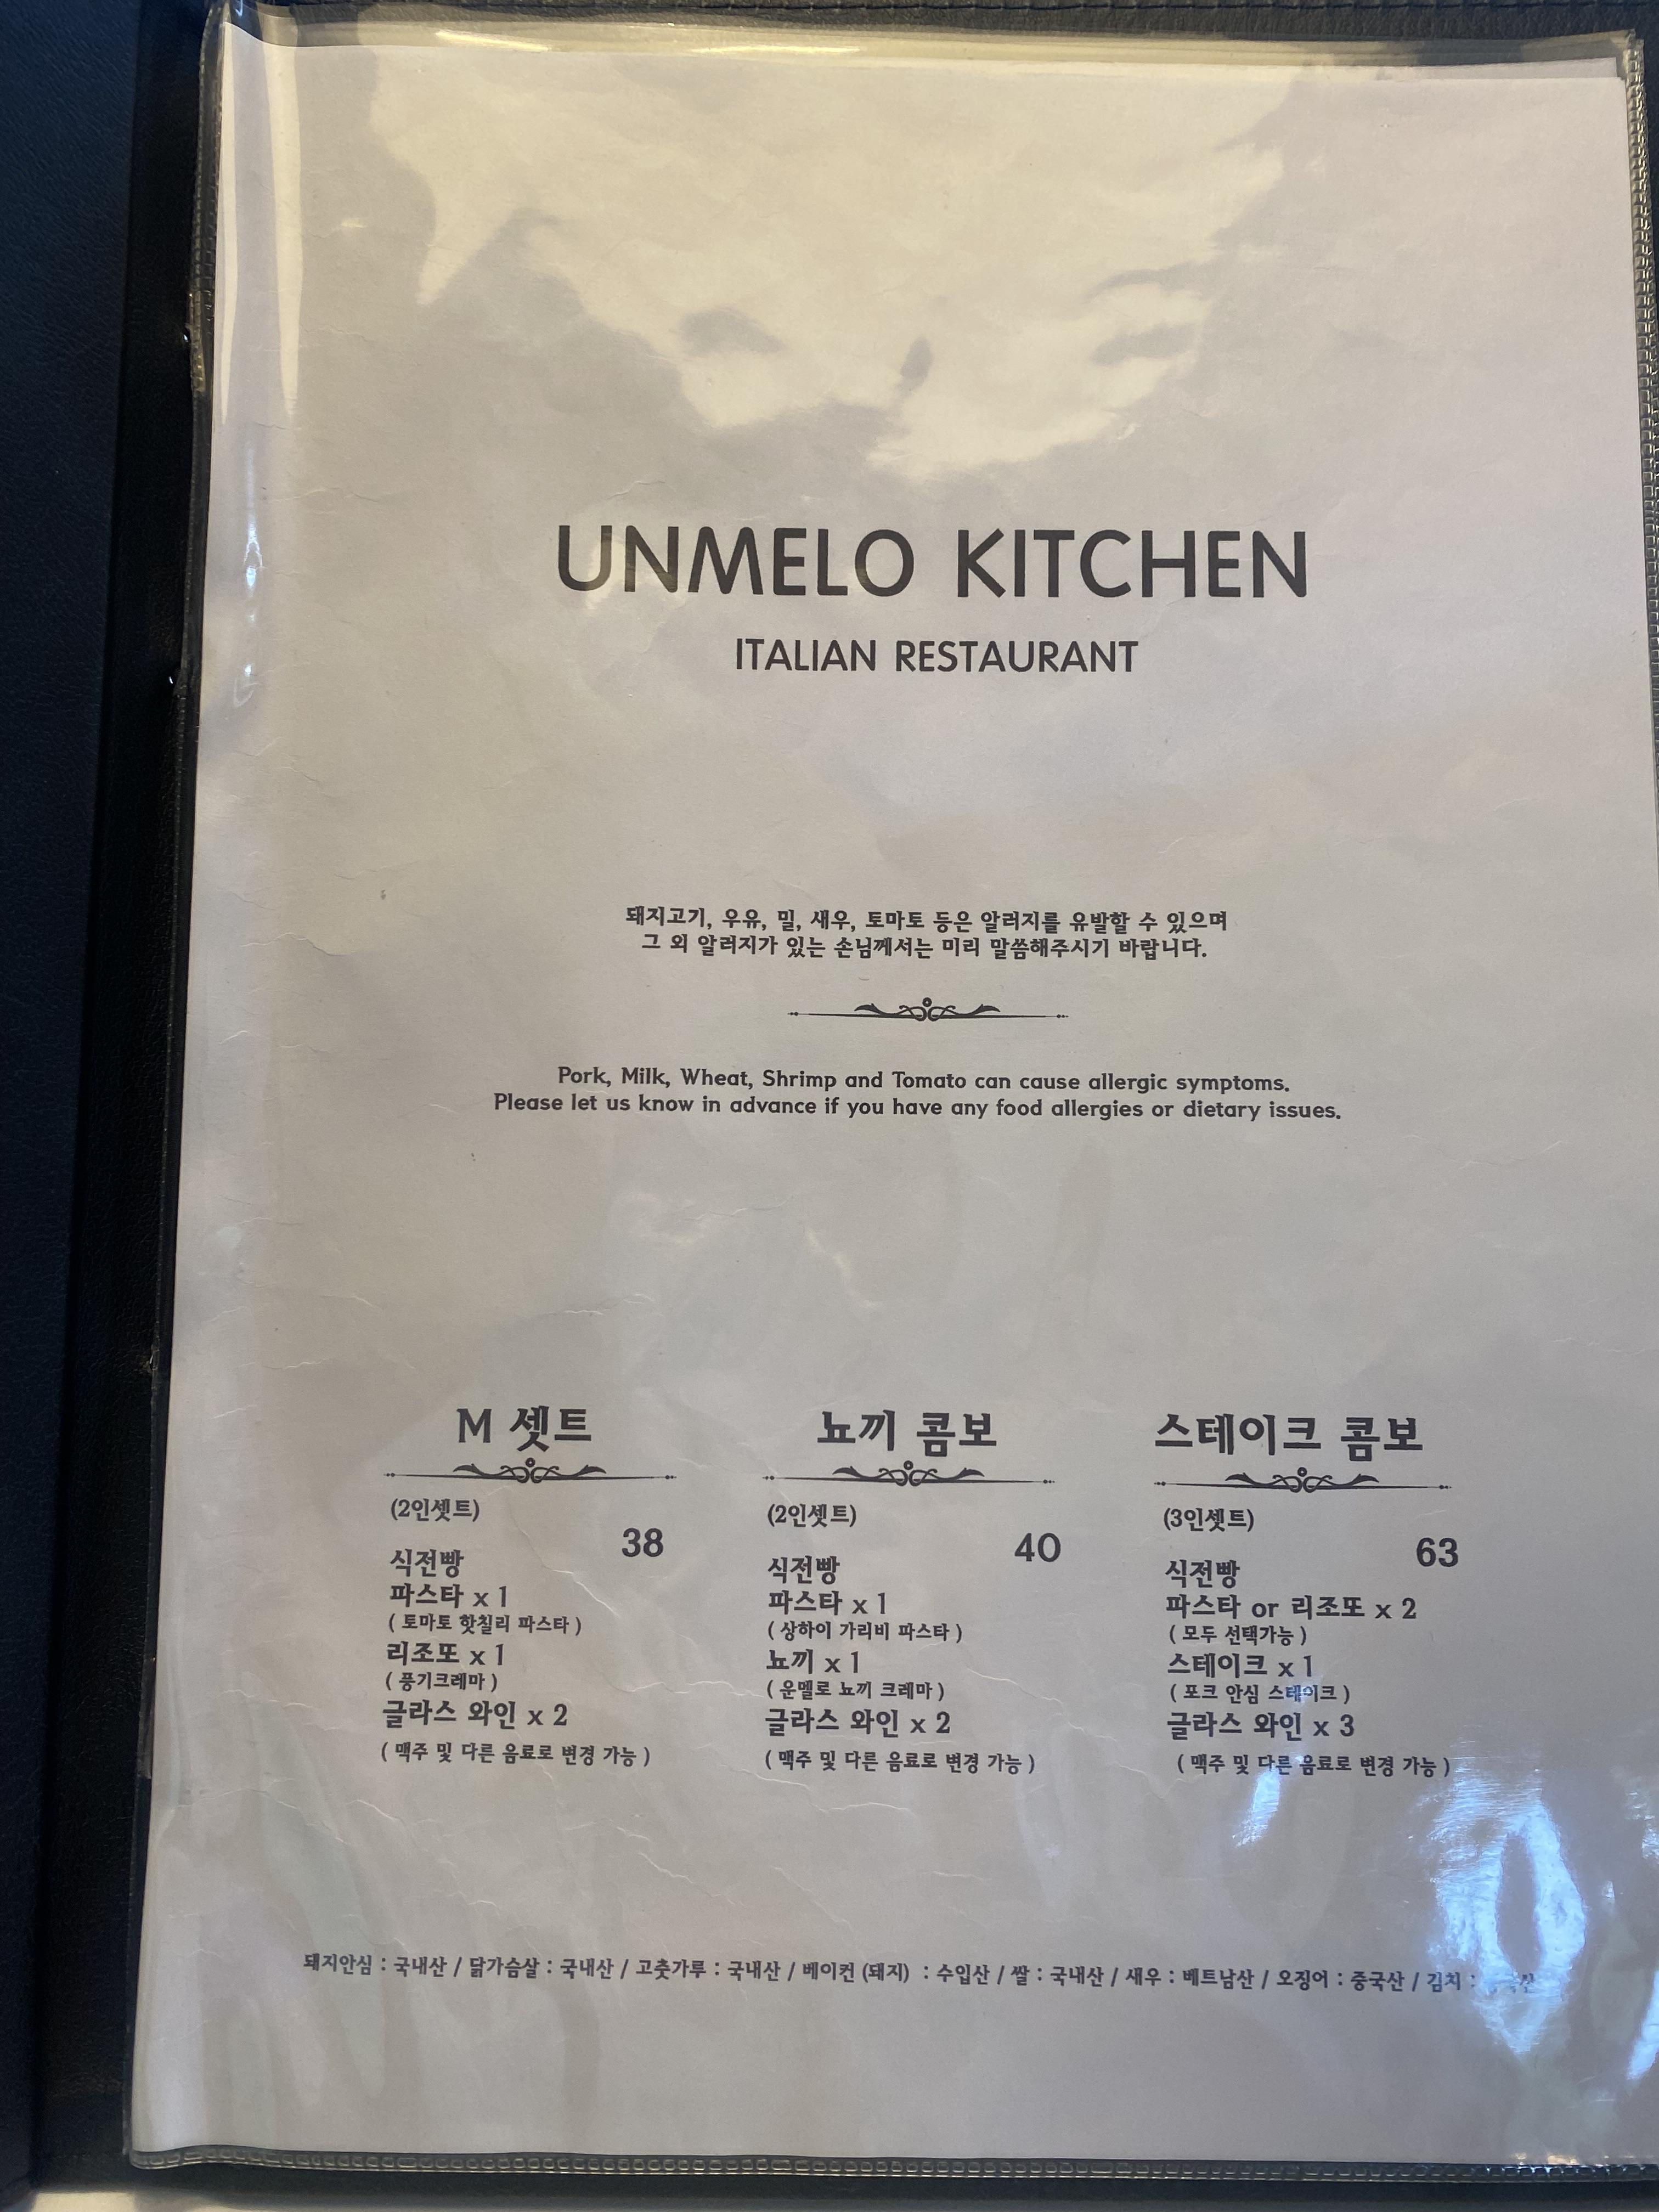 UNMELO KITCHEN
ITALIAN RESTAURANT
돼지고기, 우유, 밀, 새우, 토마토 등은 알러지를 유발할 수 있으며
그 외 알러지가 있는 손님께서는 미리 말씀해주시기 바랍니다.
Pork, Milk, Wheat, Shrimp and Tomato can cause allergic symptoms.
Please let us know in advance if you have any food allergies or dietary issues.
M 셋트
(2인셋트)
38
식전빵
파스타 x 1
( 토마토 핫칠리 파스타 )
리조또 x 1
( 풍기크레마 )
글라스 와인 x 2
( 맥주 및 다른 음료로 변경 가능 )
뇨끼 콤보
(2인셋트)
40
식전빵
파스타 x 1
( 상하이 가리비 파스타 )
뇨끼 x 1
( 운멜로 뇨끼 크레마 )
글라스 와인 x 2
( 맥주 및 다른 음료로 변경 가능 )
스테이크 콤보
(3인셋트)
63
식전빵
파스타 or 리조또 x 2
( 모두 선택가능 )
스테이크 x 1
( 포크 안심 스테이크 )
글라스 와인 x 3
( 맥주 및 다른 음료로 변경 가능 )
돼지안심 : 국내산 / 닭가슴살 : 국내산 / 고춧가루 : 국내산 / 베이컨 (돼지) : 수입산 / 쌀 : 국내산 / 새우 : 베트남산 / 오징어 : 중국산 / 김치 :